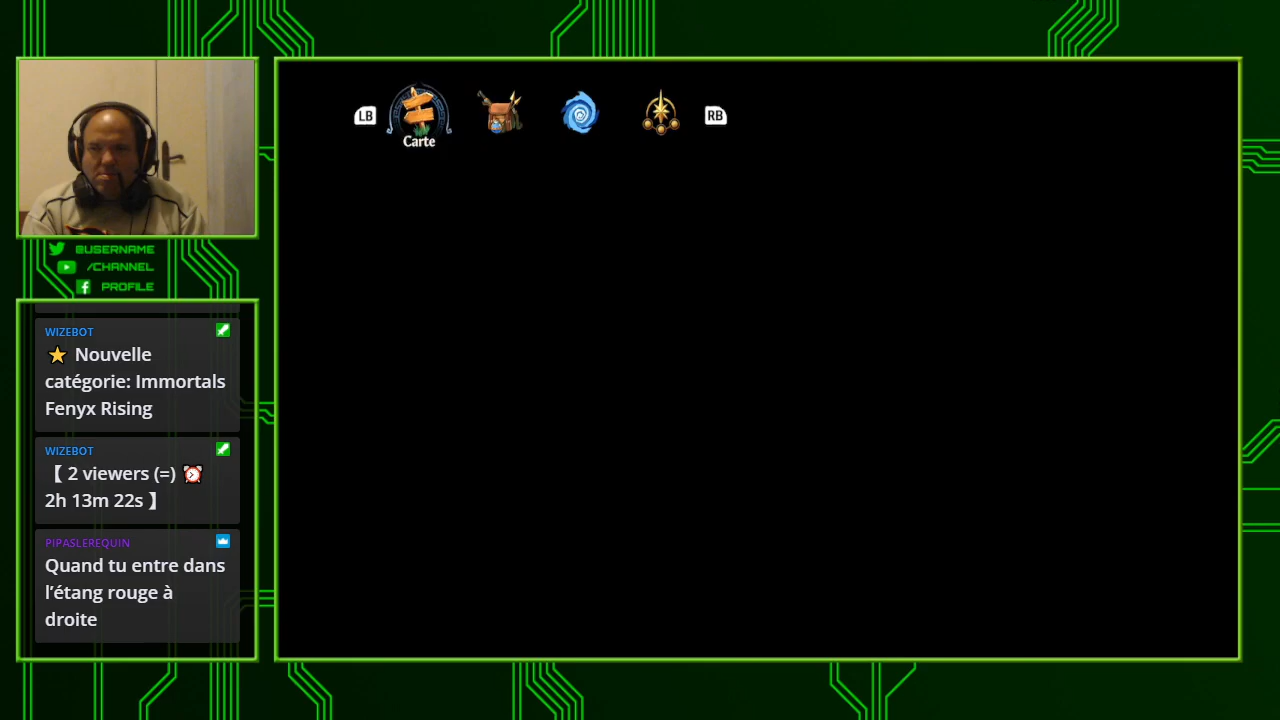 LB
Carte
RB
@USERNAME
/CHANNEL
PROFILE
WIZEBOT
⭐ Nouvelle
catégorie: Immortals
Fenyx Rising
WIZEBOT
【 2 viewers (=) ⏰
2h 13m 22s 】
PIPASLEREQUIN
Quand tu entre dans
l’étang rouge à
droite